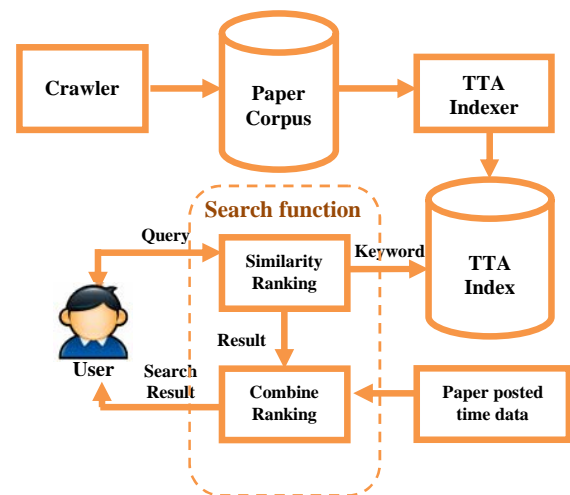 Crawler
Paper
Corpus
TTA
Indexer
Search function
Query
Similarity
Ranking
Keyword
TTA
Index
User
Result
Search
Result
Combine
Ranking
Paper posted
time data